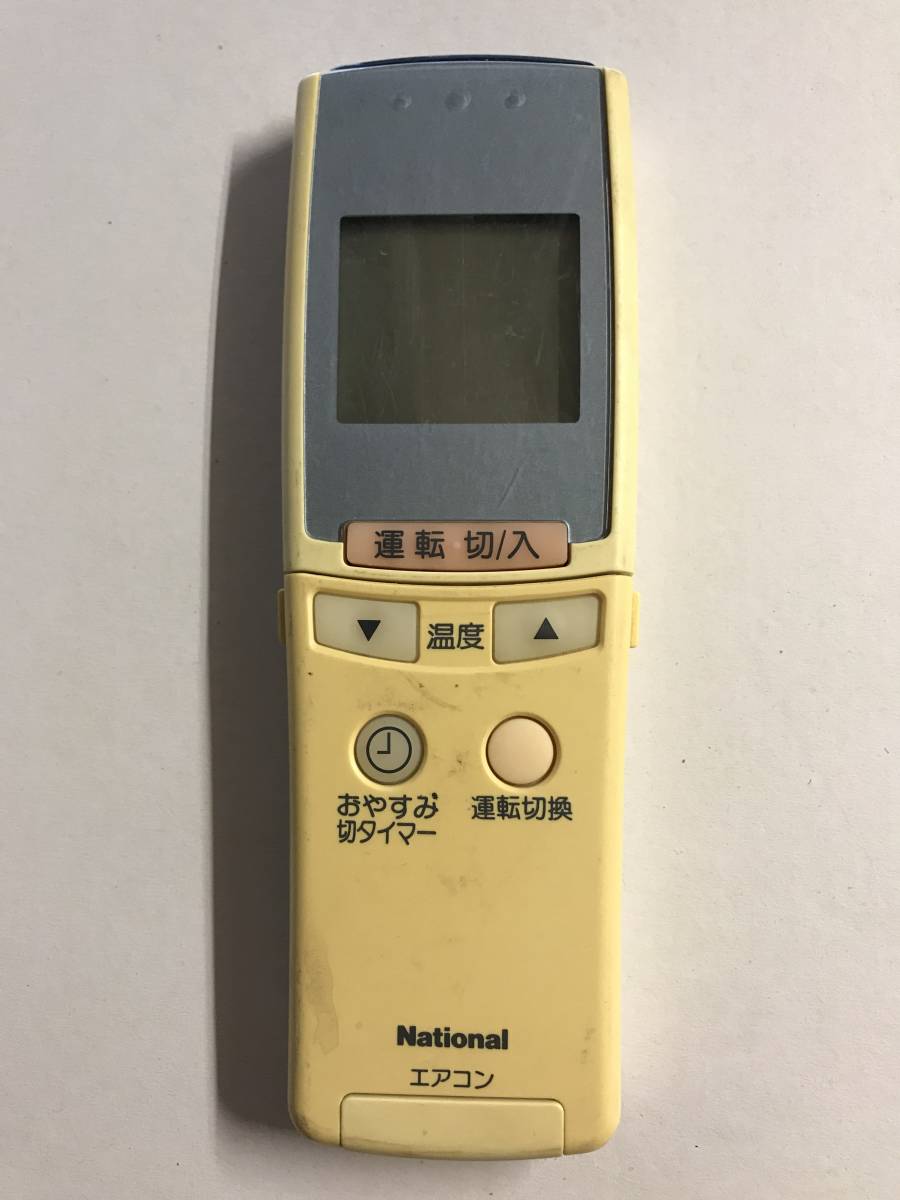 運転 切/入
▼ 温度 ▲
おやすみ
切タイマー
運転切換
National
エアコン